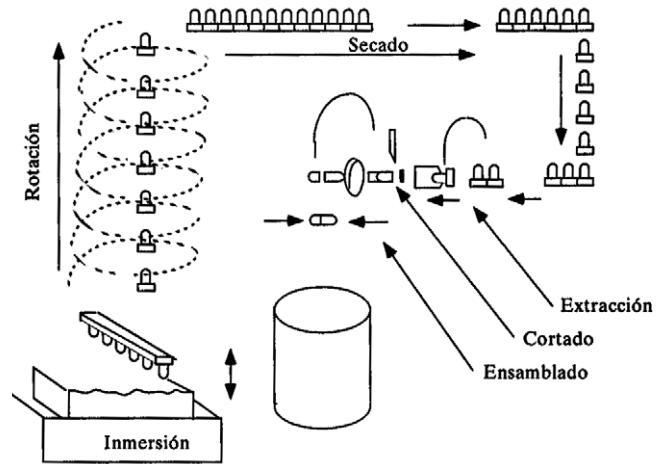 Secado
Rotación
Extracción
Cortado
Ensamblado
Inmersión